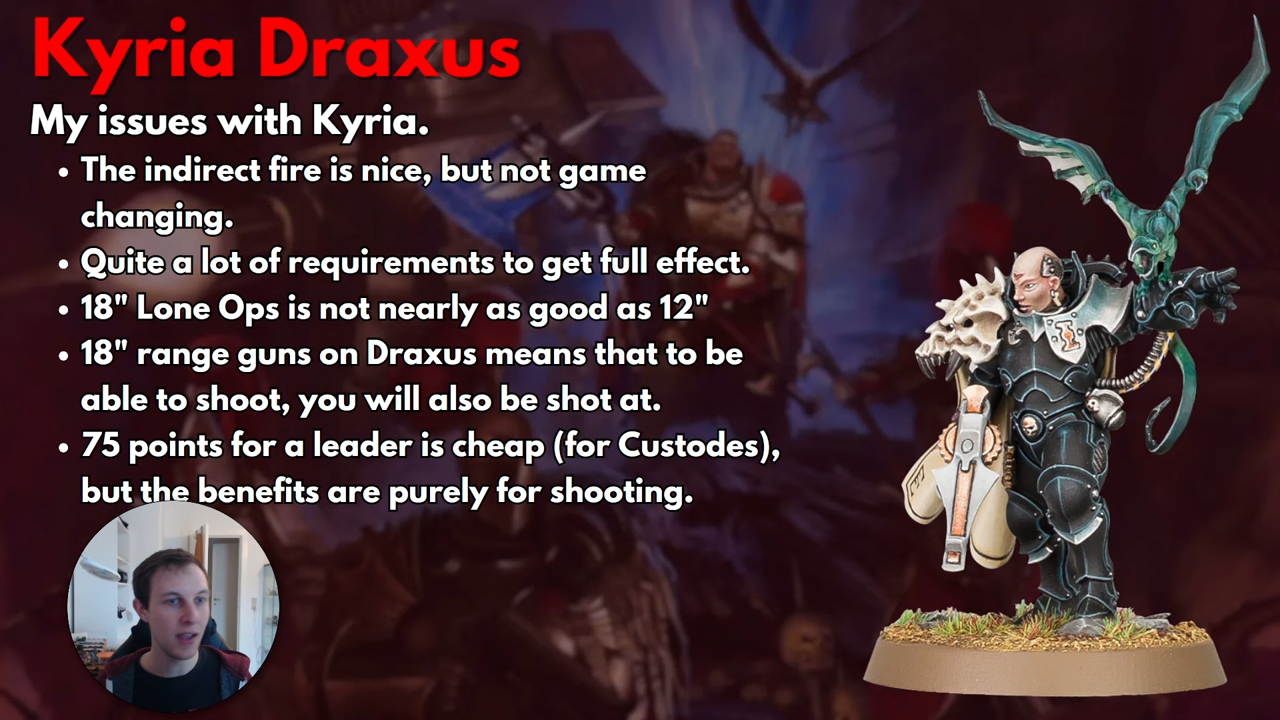 Kyria Draxus
My issues with Kyria.
• The indirect fire is nice, but not game
changing.
• Quite a lot of requirements to get full effect.
• 18" Lone Ops is not nearly as good as 12"
• 18" range guns on Draxus means that to be
able to shoot, you will also be shot at.
• 75 points for a leader is cheap (for Custodes),
but the benefits are purely for shooting.